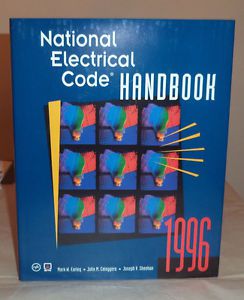 National
Electrical
Code® HANDBOOK
1996
Mark W. Earley • John M. Caloggero • Joseph V. Sheehan